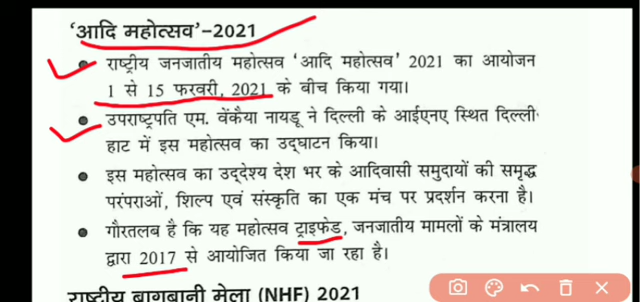 ‘आदि महोत्सव’-2021
● राष्ट्रीय जनजातीय महोत्सव ‘आदि महोत्सव’ 2021 का आयोजन
1 से 15 फरवरी, 2021 के बीच किया गया।
● उपराष्ट्रपति एम. वेंकैया नायडू ने दिल्ली के आईएनए स्थित दिल्ली
हाट में इस महोत्सव का उद्घाटन किया।
● इस महोत्सव का उद्देश्य देश भर के आदिवासी समुदायों की समृद्ध
परंपराओं, शिल्प एवं संस्कृति का एक मंच पर प्रदर्शन करना है।
● गौरतलब है कि यह महोत्सव ट्राइफेड, जनजातीय मामलों के मंत्रालय
द्वारा 2017 से आयोजित किया जा रहा है।
राष्ट्रीय बागबानी मेला (NHF) 2021